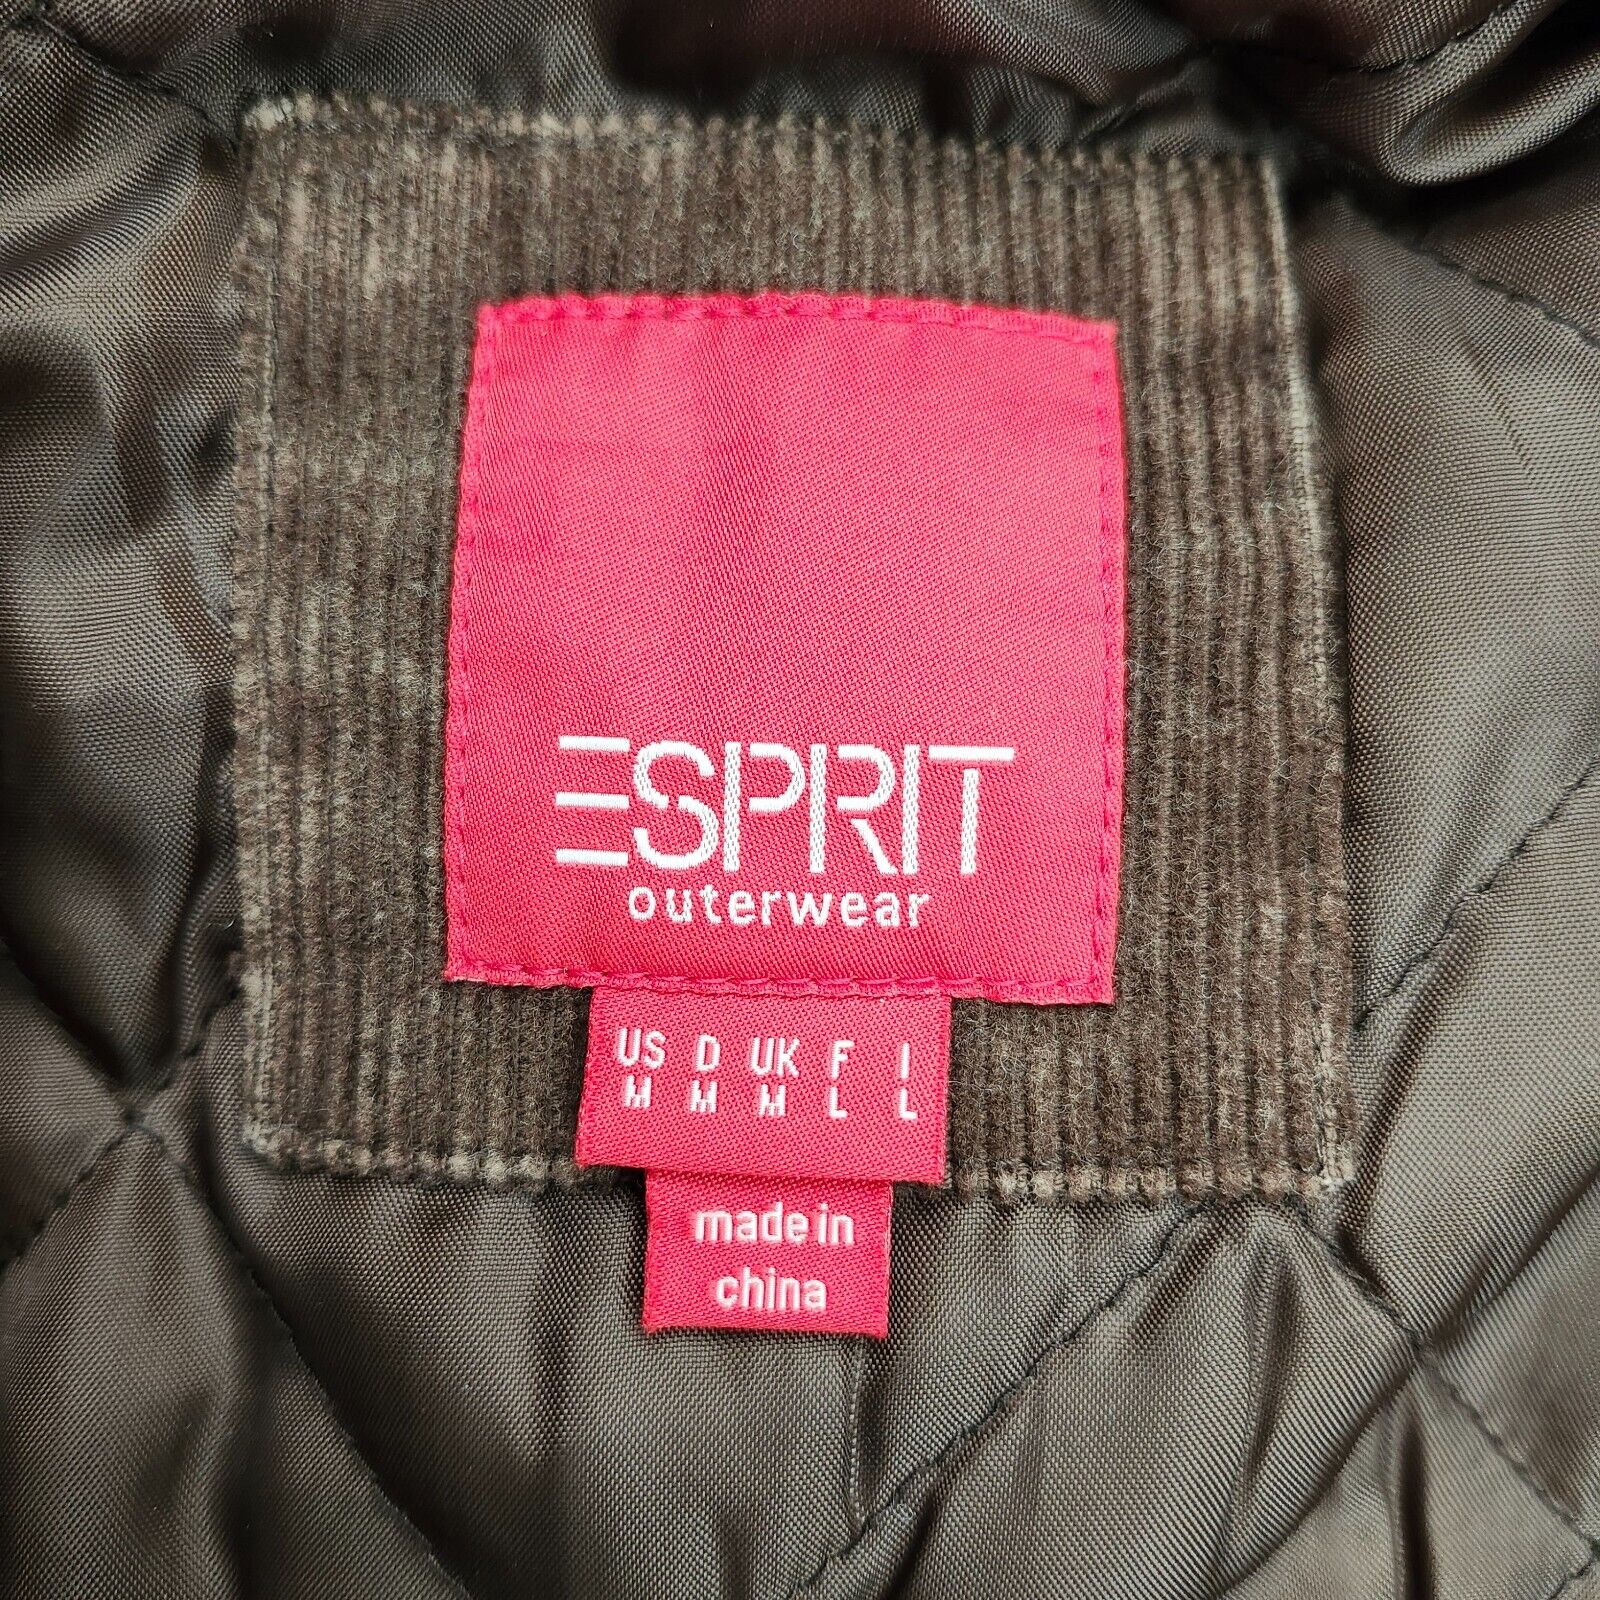 ESPRIT
outerwear
US D UK F I
M M M L L
made in
china